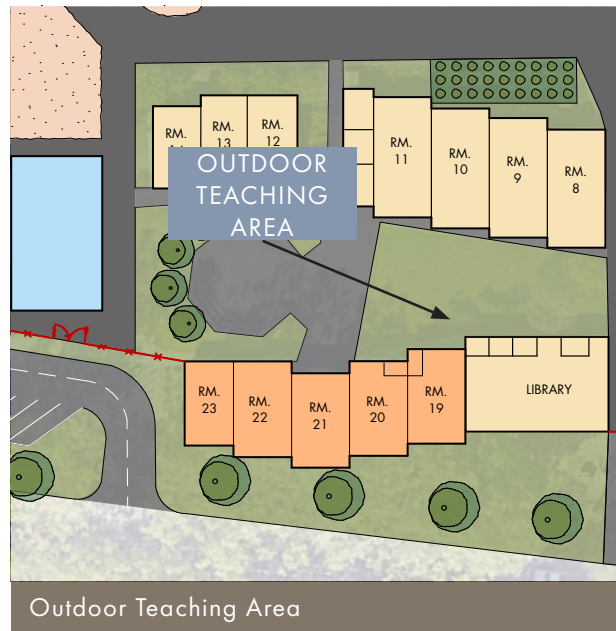 RM.
13
RM.
12
RM.
RM.
11
RM.
10
RM.
9
RM.
8
OUTDOOR
TEACHING
AREA
RM.
23
RM.
22
RM.
21
RM.
20
RM.
19
LIBRARY
Outdoor Teaching Area